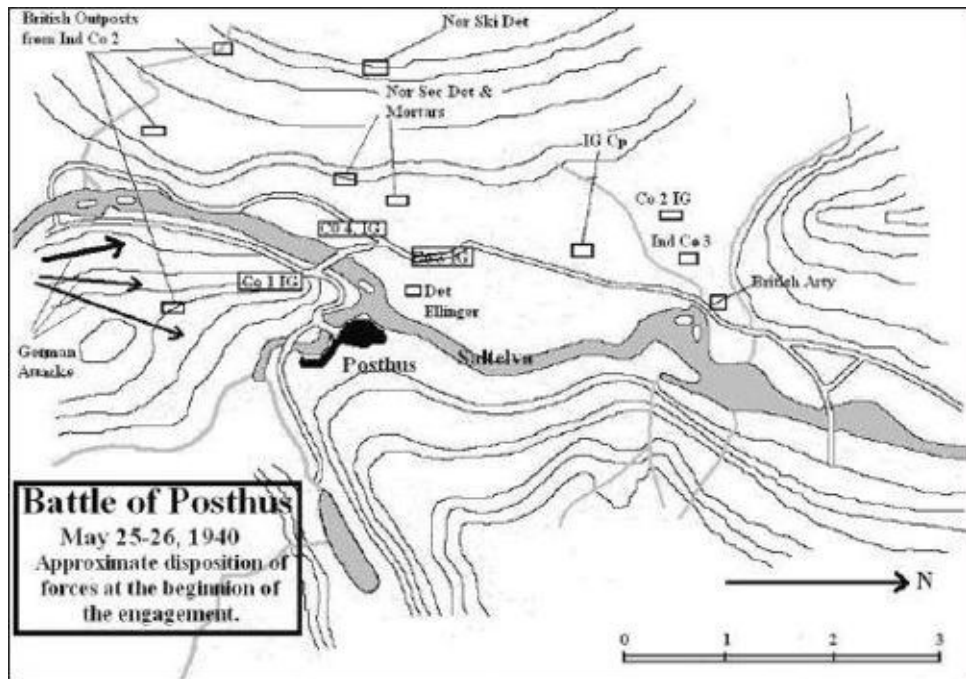 British Outposts
from Ind Co 2
Nor Ski Det
Nor Sec Det &
Mortars
IG Cp
Co 2 IG
Ind Co 3
British Arty
Co 4, IG
IG
Co 1 IG
Det
Ellinger
German
Attacks
Posthus
Saltelva
Battle of Posthus
May 25-26, 1940
Approximate disposition of
forces at the beginnion of
the engagement.
N
0 1 2 3